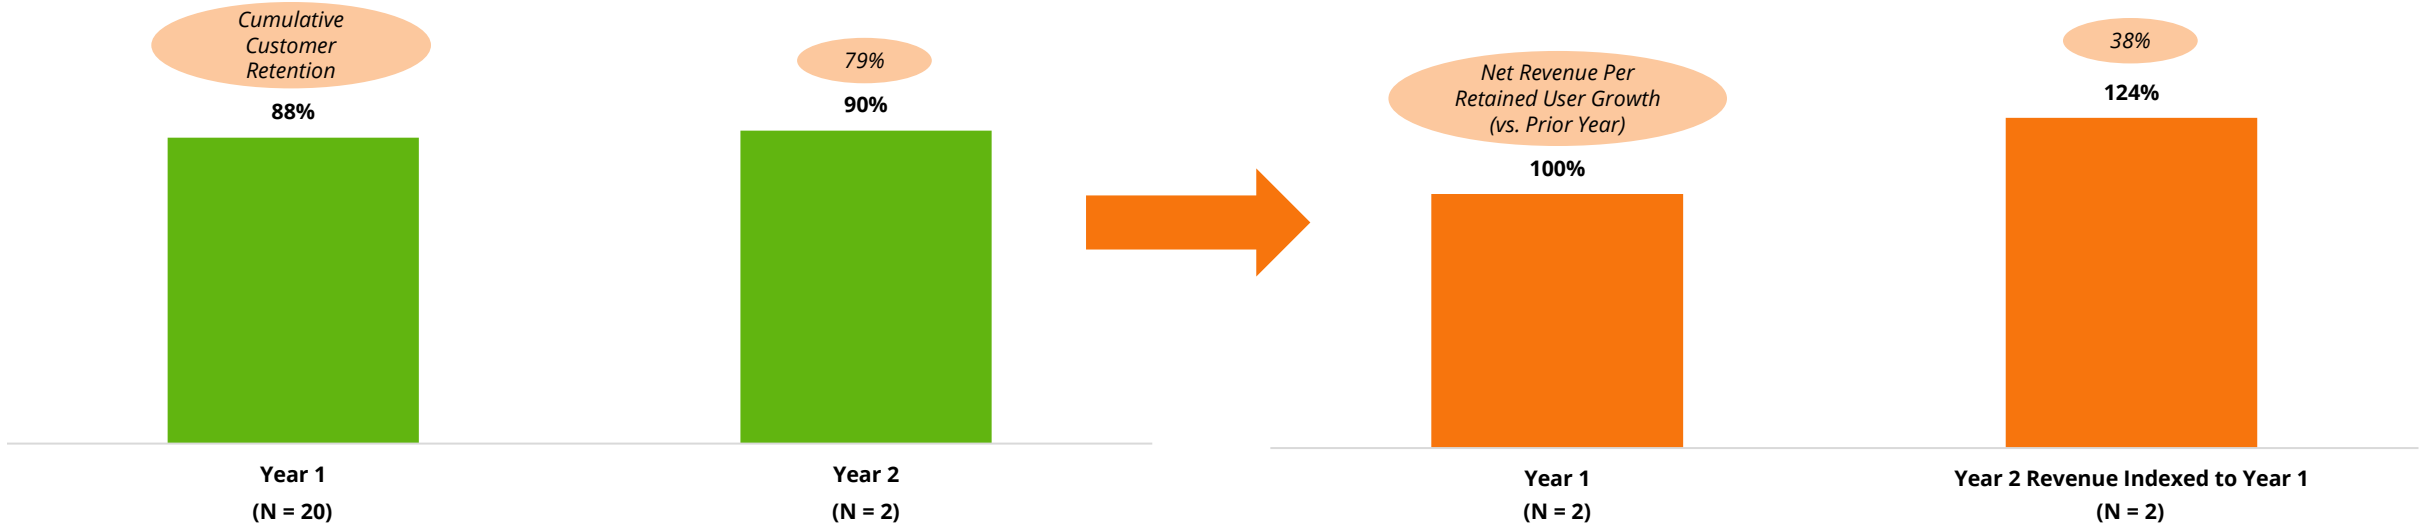 Cumulative
Customer
Retention
88%
79%
90%
Year 1
(N = 20)
Year 2
(N = 2)
Net Revenue Per
Retained User Growth
(vs. Prior Year)
100%
38%
124%
Year 1
(N = 2)
Year 2 Revenue Indexed to Year 1
(N = 2)